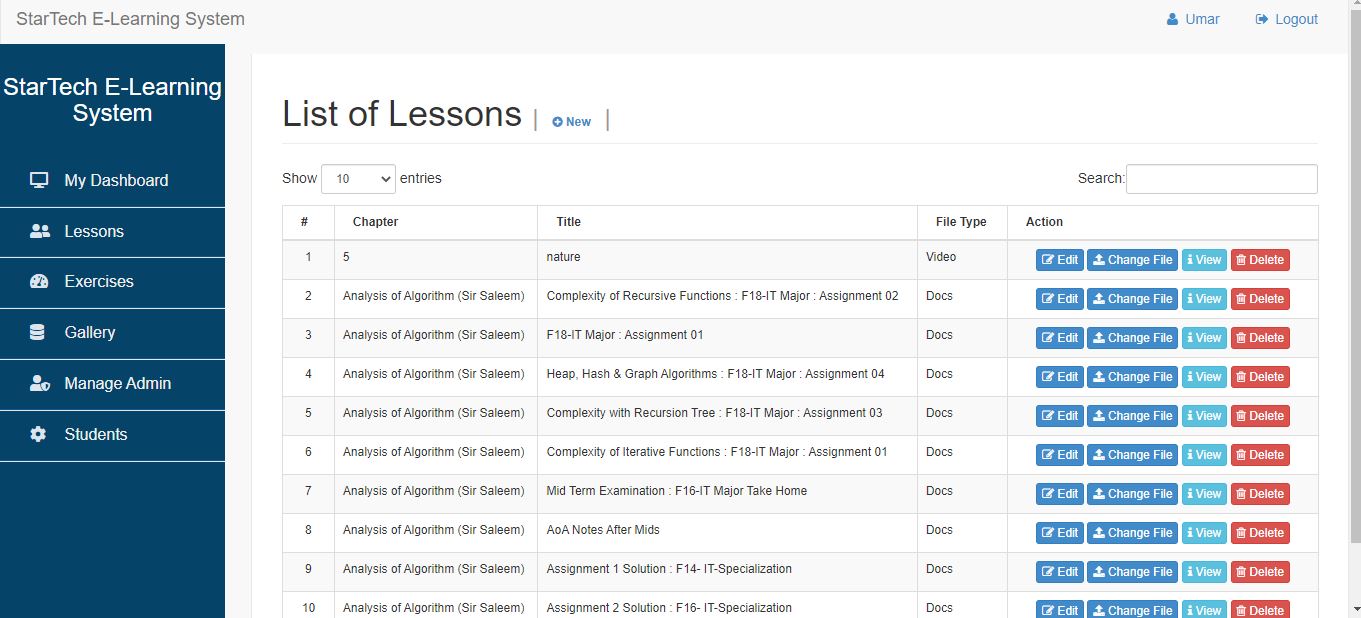 StarTech E-Learning System
Umar
Logout
StarTech E-Learning
System
My Dashboard
Lessons
Exercises
Gallery
Manage Admin
Students
List of Lessons | New |
Show 10 entries
Search:
# Chapter Title File Type Action
1 5 nature Video Edit Change File View Delete
2 Analysis of Algorithm (Sir Saleem) Complexity of Recursive Functions : F18-IT Major : Assignment 02 Docs Edit Change File View Delete
3 Analysis of Algorithm (Sir Saleem) F18-IT Major : Assignment 01 Docs Edit Change File View Delete
4 Analysis of Algorithm (Sir Saleem) Heap, Hash & Graph Algorithms : F18-IT Major : Assignment 04 Docs Edit Change File View Delete
5 Analysis of Algorithm (Sir Saleem) Complexity with Recursion Tree : F18-IT Major : Assignment 03 Docs Edit Change File View Delete
6 Analysis of Algorithm (Sir Saleem) Complexity of Iterative Functions : F18-IT Major : Assignment 01 Docs Edit Change File View Delete
7 Analysis of Algorithm (Sir Saleem) Mid Term Examination : F16-IT Major Take Home Docs Edit Change File View Delete
8 Analysis of Algorithm (Sir Saleem) AoA Notes After Mids Docs Edit Change File View Delete
9 Analysis of Algorithm (Sir Saleem) Assignment 1 Solution : F14- IT-Specialization Docs Edit Change File View Delete
10 Analysis of Algorithm (Sir Saleem) Assignment 2 Solution : F16- IT-Specialization Docs Edit Change File View Delete